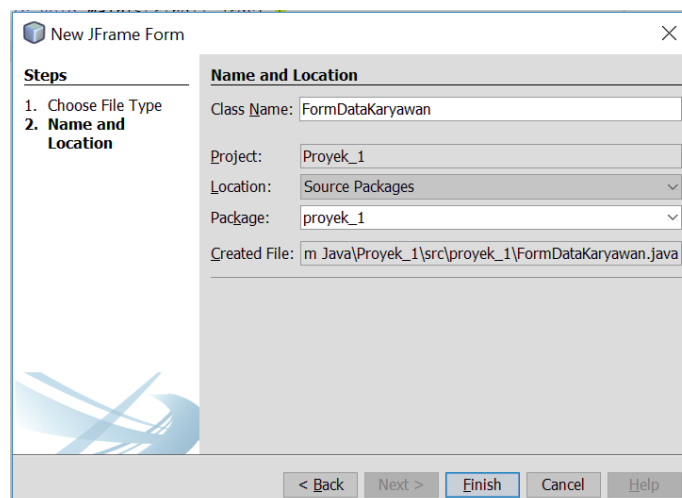 New JFrame Form
Steps
1. Choose File Type
2. Name and
Location
Name and Location
Class Name: FormDataKaryawan
Project: Proyek_1
Location: Source Packages
Package: proyek_1
Created File: m Java\Proyek_1\src\proyek_1\FormDataKaryawan.java
< Back Next > Finish Cancel Help